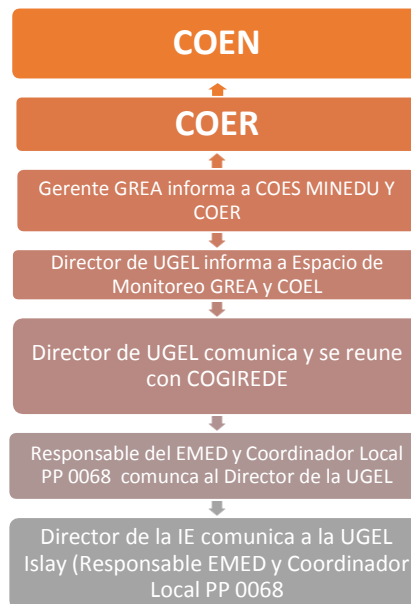 COEN
COER
Gerente GREA informa a COES MINEDU Y
COER
Director de UGEL informa a Espacio de
Monitoreo GREA y COEL
Director de UGEL comunica y se reune
con COGIREDE
Responsable del EMED y Coordinador Local
PP 0068 comunca al Director de la UGEL
Director de la IE comunica a la UGEL
Islay (Responsable EMED y Coordinador
Local PP 0068